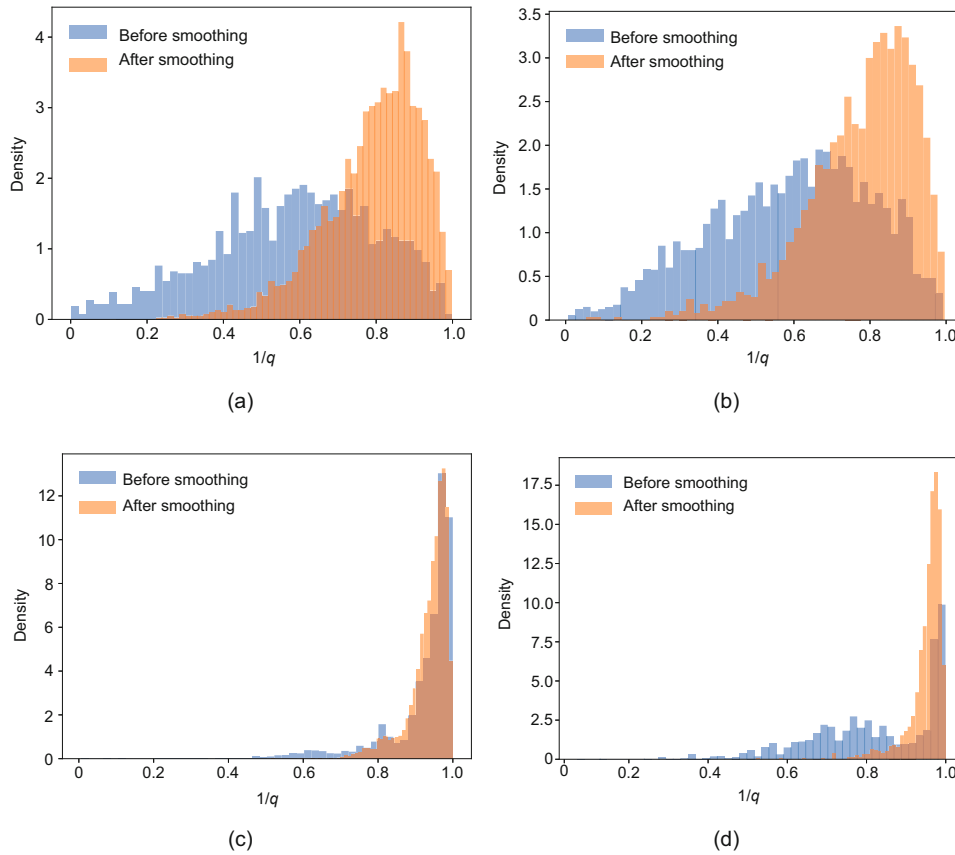 4
3
2
1
0
Density
Before smoothing
After smoothing
0 0.2 0.4 0.6 0.8 1.0
1/q
(a)
3.5
3.0
2.5
2.0
1.5
1.0
0.5
0
Density
Before smoothing
After smoothing
0 0.2 0.4 0.6 0.8 1.0
1/q
(b)
12
10
8
6
4
2
0
Density
Before smoothing
After smoothing
0 0.2 0.4 0.6 0.8 1.0
1/q
(c)
17.5
15.0
12.5
10.0
7.5
5.0
2.5
0
Density
Before smoothing
After smoothing
0 0.2 0.4 0.6 0.8 1.0
1/q
(d)